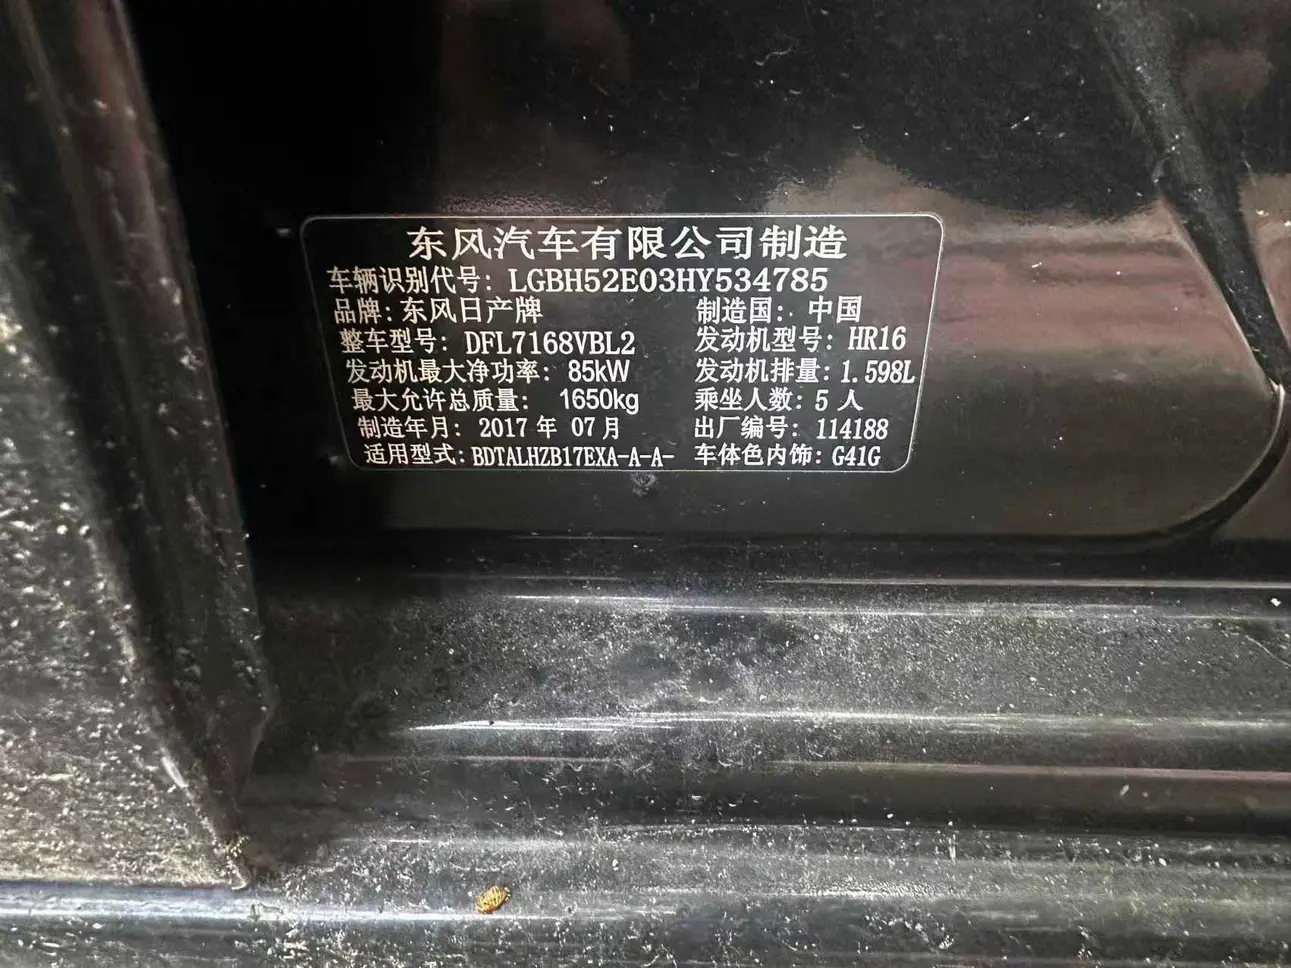 东风汽车有限公司制造
车辆识别代号: LGBH52E03HY534785
品牌: 东风日产牌 制造国: 中国
整车型号: DFL7168VBL2 发动机型号: HR16
发动机最大净功率: 85kW 发动机排量: 1.598L
最大允许总质量: 1650kg 乘坐人数: 5人
制造年月: 2017年 07月 出厂编号: 114188
适用型式: BDTALHZB17EXA-A-A- 车体色内饰: G41G